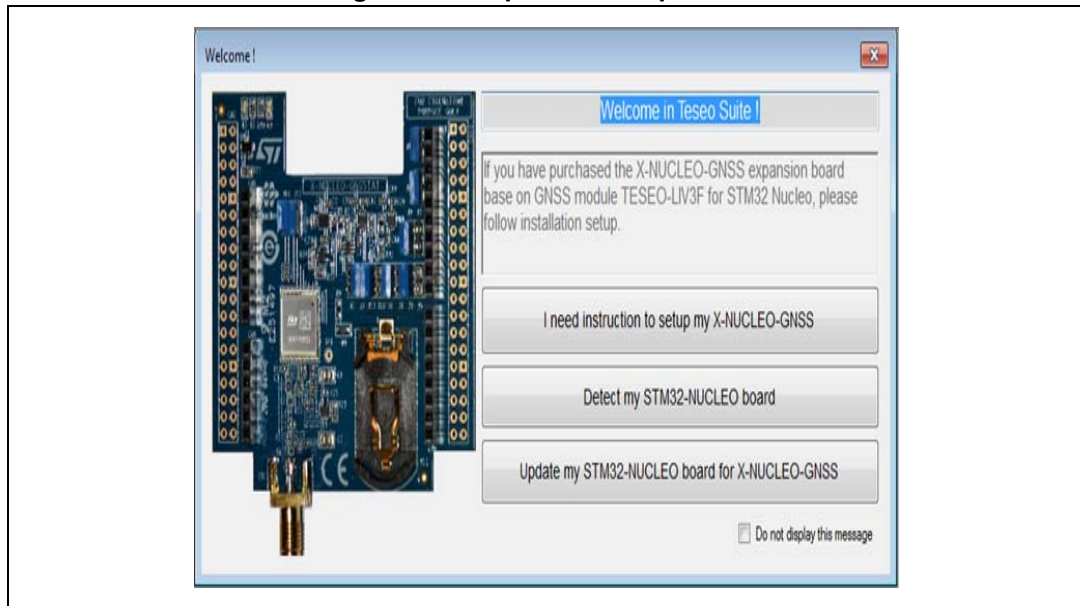 Welcome !
Welcome in Teseo Suite !
If you have purchased the X-NUCLEO-GNSS expansion board
base on GNSS module TESEO-LIV3F for STM32 Nucleo, please
follow installation setup.
I need instruction to setup my X-NUCLEO-GNSS
Detect my STM32-NUCLEO board
Update my STM32-NUCLEO board for X-NUCLEO-GNSS
Do not display this message
ST
CE